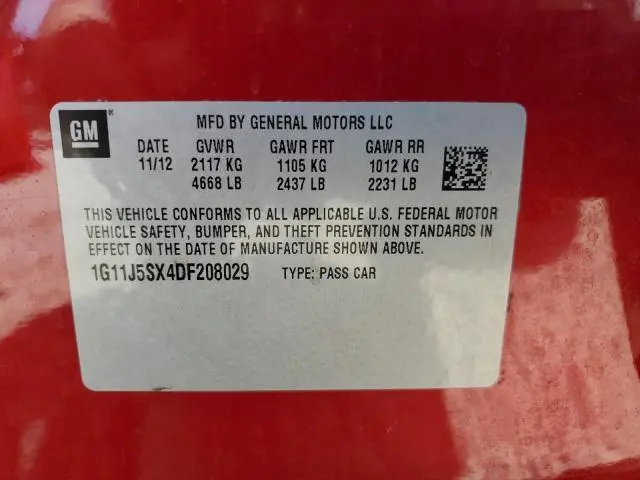 GM ®
MFD BY GENERAL MOTORS LLC
DATE GVWR GAWR FRT GAWR RR
11/12 2117 KG 1105 KG 1012 KG
4668 LB 2437 LB 2231 LB
THIS VEHICLE CONFORMS TO ALL APPLICABLE U.S. FEDERAL MOTOR
VEHICLE SAFETY, BUMPER, AND THEFT PREVENTION STANDARDS IN
EFFECT ON THE DATE OF MANUFACTURE SHOWN ABOVE.
1G11J5SX4DF208029 TYPE: PASS CAR